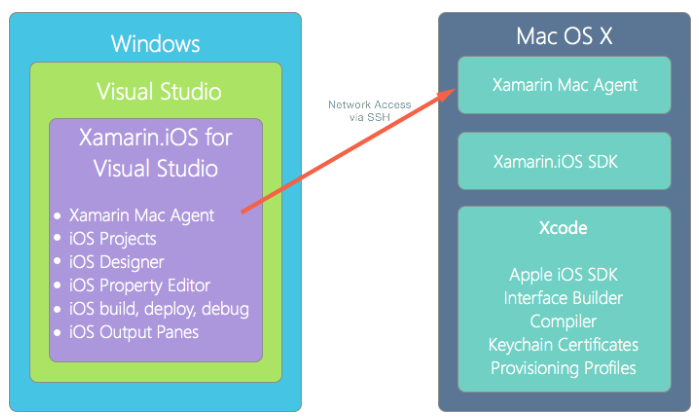 Windows
Visual Studio
Xamarin.iOS for
Visual Studio
• Xamarin Mac Agent
• iOS Projects
• iOS Designer
• iOS Property Editor
• iOS build, deploy, debug
• iOS Output Panes
Network Access
via SSH
Mac OS X
Xamarin Mac Agent
Xamarin.iOS SDK
Xcode
Apple iOS SDK
Interface Builder
Compiler
Keychain Certificates
Provisioning Profiles